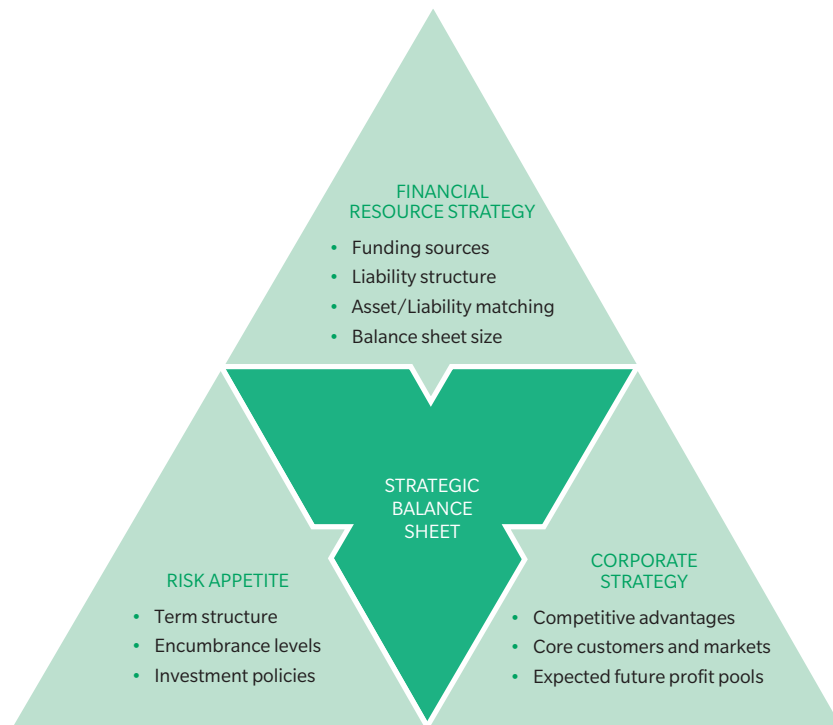 FINANCIAL
RESOURCE STRATEGY
• Funding sources
• Liability structure
• Asset/Liability matching
• Balance sheet size
STRATEGIC
BALANCE
SHEET
RISK APPETITE
• Term structure
• Encumbrance levels
• Investment policies
CORPORATE
STRATEGY
• Competitive advantages
• Core customers and markets
• Expected future profit pools